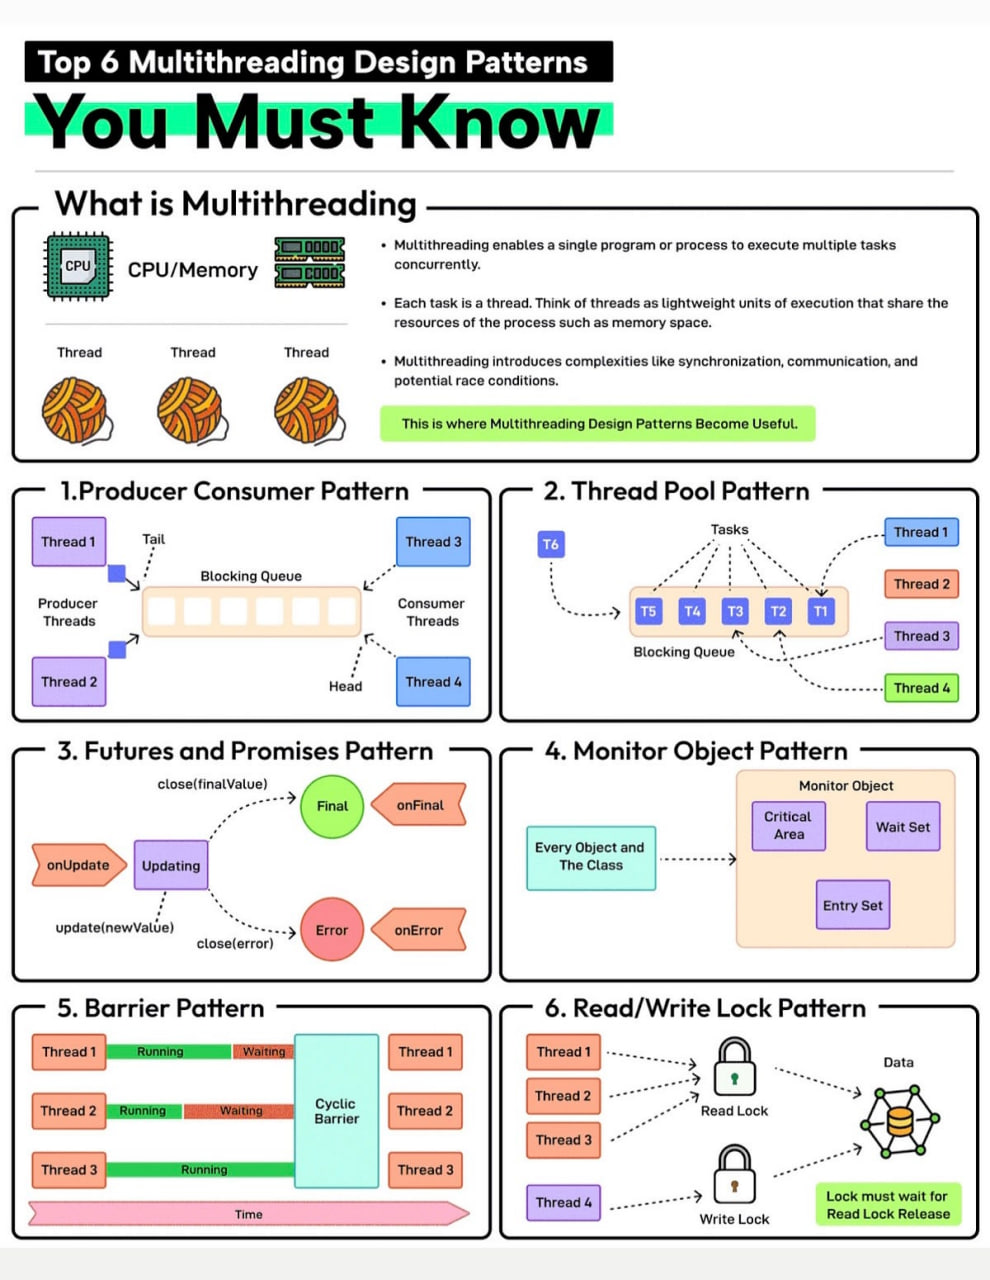 Top 6 Multithreading Design Patterns
You Must Know
What is Multithreading
CPU
CPU/Memory
Thread
Thread
Thread
• Multithreading enables a single program or process to execute multiple tasks
concurrently.
• Each task is a thread. Think of threads as lightweight units of execution that share the
resources of the process such as memory space.
• Multithreading introduces complexities like synchronization, communication, and
potential race conditions.
This is where Multithreading Design Patterns Become Useful.
1.Producer Consumer Pattern
Thread 1
Tail
Thread 3
Blocking Queue
Producer
Threads
Consumer
Threads
Thread 2
Head
Thread 4
2. Thread Pool Pattern
Tasks
T6
Thread 1
Thread 2
T5
T4
T3
T2
T1
Thread 3
Blocking Queue
Thread 4
3. Futures and Promises Pattern
close(finalValue)
Final
onFinal
onUpdate
Updating
update(newValue)
close(error)
Error
onError
4. Monitor Object Pattern
Monitor Object
Critical
Area
Wait Set
Every Object and
The Class
Entry Set
5. Barrier Pattern
Thread 1
Running
Waiting
Thread 1
Thread 2
Running
Waiting
Cyclic
Barrier
Thread 2
Thread 3
Running
Thread 3
Time
6. Read/Write Lock Pattern
Thread 1
Thread 2
Thread 3
Read Lock
Data
Thread 4
Write Lock
Lock must wait for
Read Lock Release